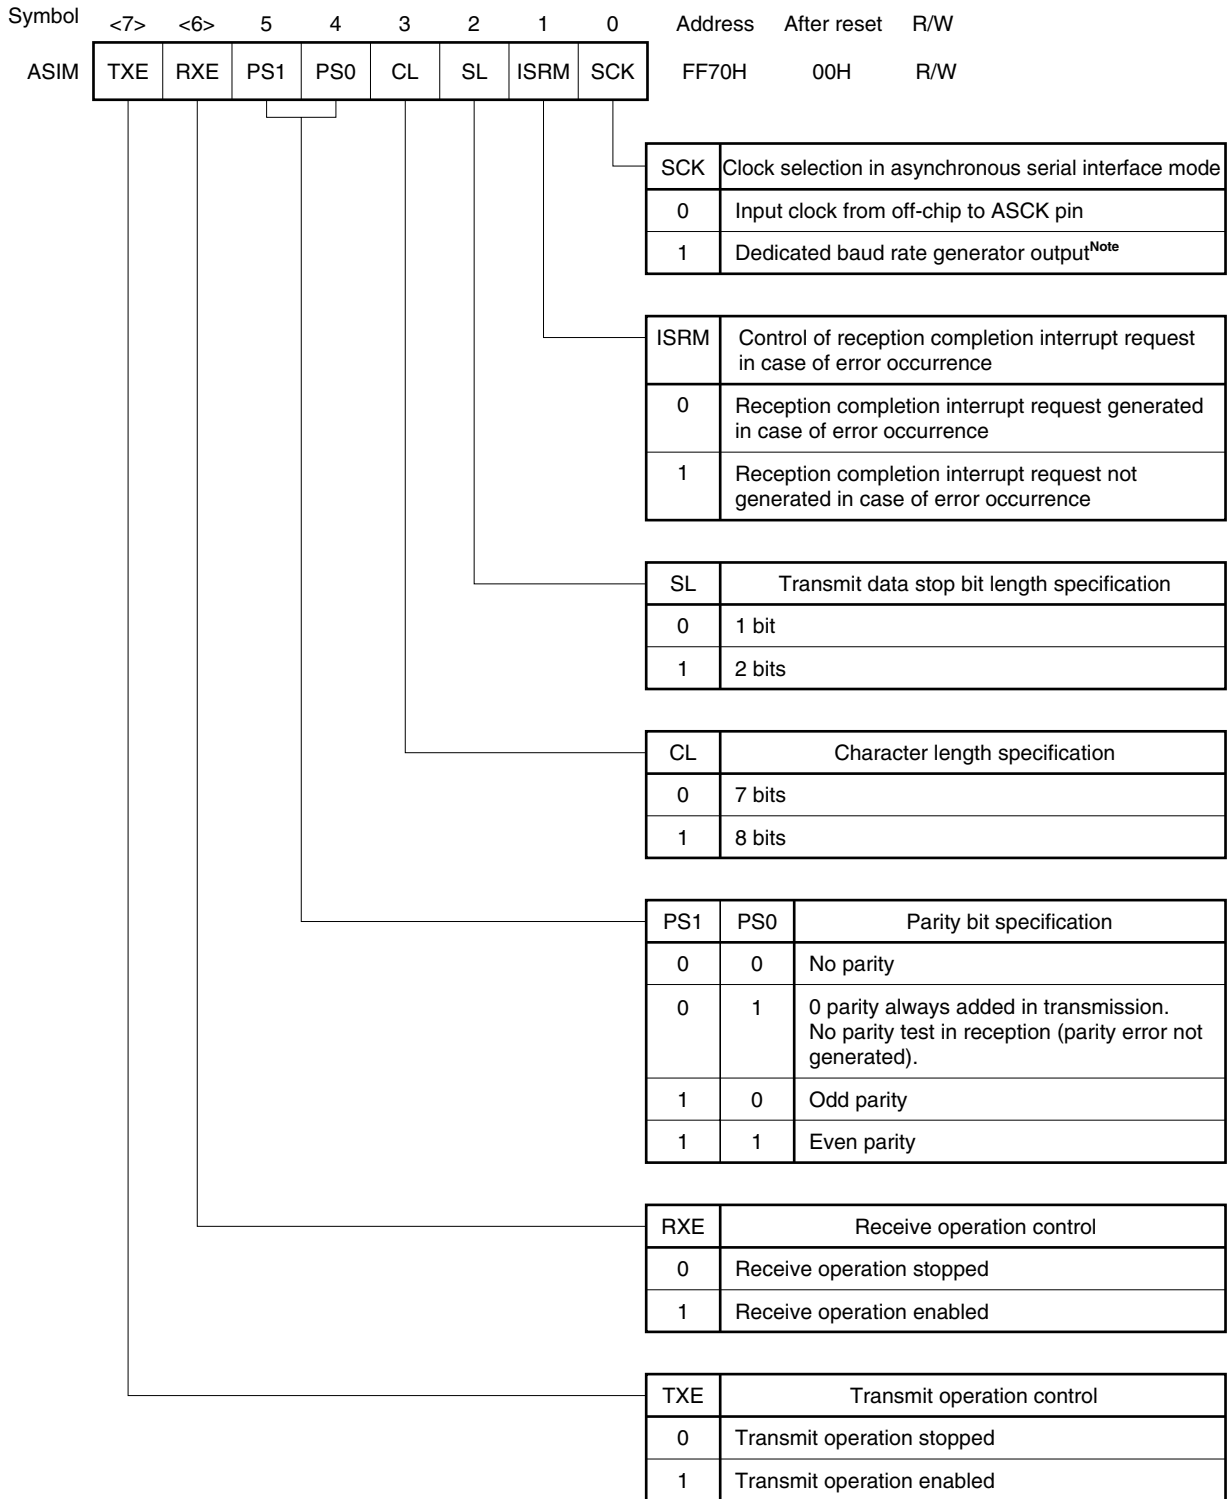 Symbol <7> <6> 5 4 3 2 1 0 Address After reset R/W
ASIM TXE RXE PS1 PS0 CL SL ISRM SCK FF70H 00H R/W
SCK Clock selection in asynchronous serial interface mode
0 Input clock from off-chip to ASCK pin
1 Dedicated baud rate generator output Note
ISRM Control of reception completion interrupt request
in case of error occurrence
0 Reception completion interrupt request generated
in case of error occurrence
1 Reception completion interrupt request not
generated in case of error occurrence
SL Transmit data stop bit length specification
0 1 bit
1 2 bits
CL Character length specification
0 7 bits
1 8 bits
PS1 PS0 Parity bit specification
0 0 No parity
0 1 0 parity always added in transmission.
No parity test in reception (parity error not
generated).
1 0 Odd parity
1 1 Even parity
RXE Receive operation control
0 Receive operation stopped
1 Receive operation enabled
TXE Transmit operation control
0 Transmit operation stopped
1 Transmit operation enabled